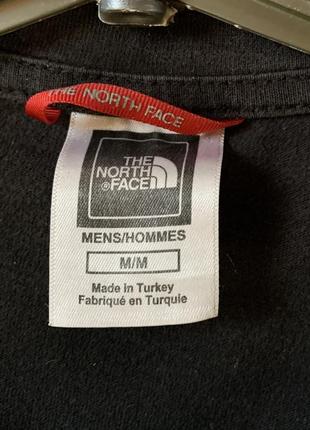 THE NORTH FACE
THE
NORTH
®FACE
MENS/HOMMES
M/M
Made in Turkey
Fabriqué en Turquie